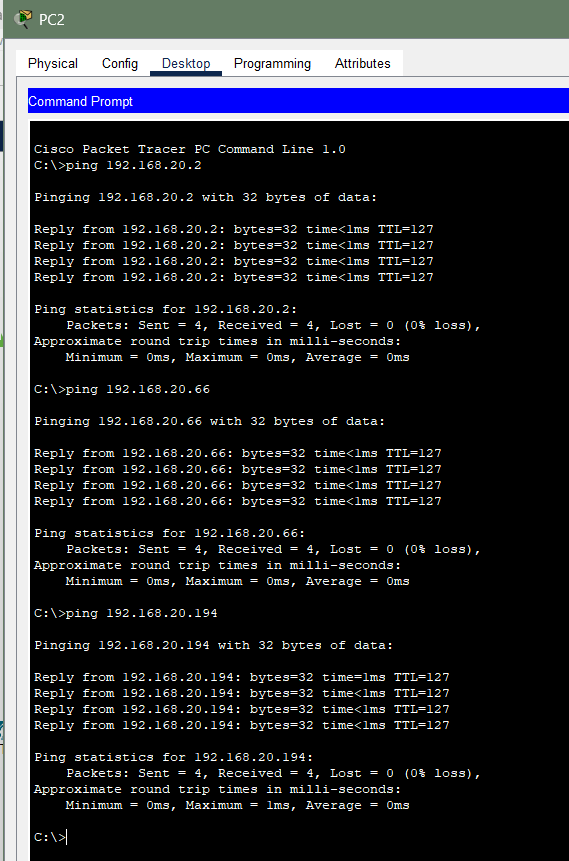 PC2
Physical Config Desktop Programming Attributes
Command Prompt
Cisco Packet Tracer PC Command Line 1.0
C:\>ping 192.168.20.2
Pinging 192.168.20.2 with 32 bytes of data:
Reply from 192.168.20.2: bytes=32 time<1ms TTL=127
Reply from 192.168.20.2: bytes=32 time<1ms TTL=127
Reply from 192.168.20.2: bytes=32 time<1ms TTL=127
Reply from 192.168.20.2: bytes=32 time<1ms TTL=127
Ping statistics for 192.168.20.2:
Packets: Sent = 4, Received = 4, Lost = 0 (0% loss),
Approximate round trip times in milli-seconds:
Minimum = 0ms, Maximum = 0ms, Average = 0ms
C:\>ping 192.168.20.66
Pinging 192.168.20.66 with 32 bytes of data:
Reply from 192.168.20.66: bytes=32 time<1ms TTL=127
Reply from 192.168.20.66: bytes=32 time<1ms TTL=127
Reply from 192.168.20.66: bytes=32 time<1ms TTL=127
Reply from 192.168.20.66: bytes=32 time<1ms TTL=127
Ping statistics for 192.168.20.66:
Packets: Sent = 4, Received = 4, Lost = 0 (0% loss),
Approximate round trip times in milli-seconds:
Minimum = 0ms, Maximum = 0ms, Average = 0ms
C:\>ping 192.168.20.194
Pinging 192.168.20.194 with 32 bytes of data:
Reply from 192.168.20.194: bytes=32 time=1ms TTL=127
Reply from 192.168.20.194: bytes=32 time<1ms TTL=127
Reply from 192.168.20.194: bytes=32 time<1ms TTL=127
Reply from 192.168.20.194: bytes=32 time<1ms TTL=127
Ping statistics for 192.168.20.194:
Packets: Sent = 4, Received = 4, Lost = 0 (0% loss),
Approximate round trip times in milli-seconds:
Minimum = 0ms, Maximum = 1ms, Average = 0ms
C:\>